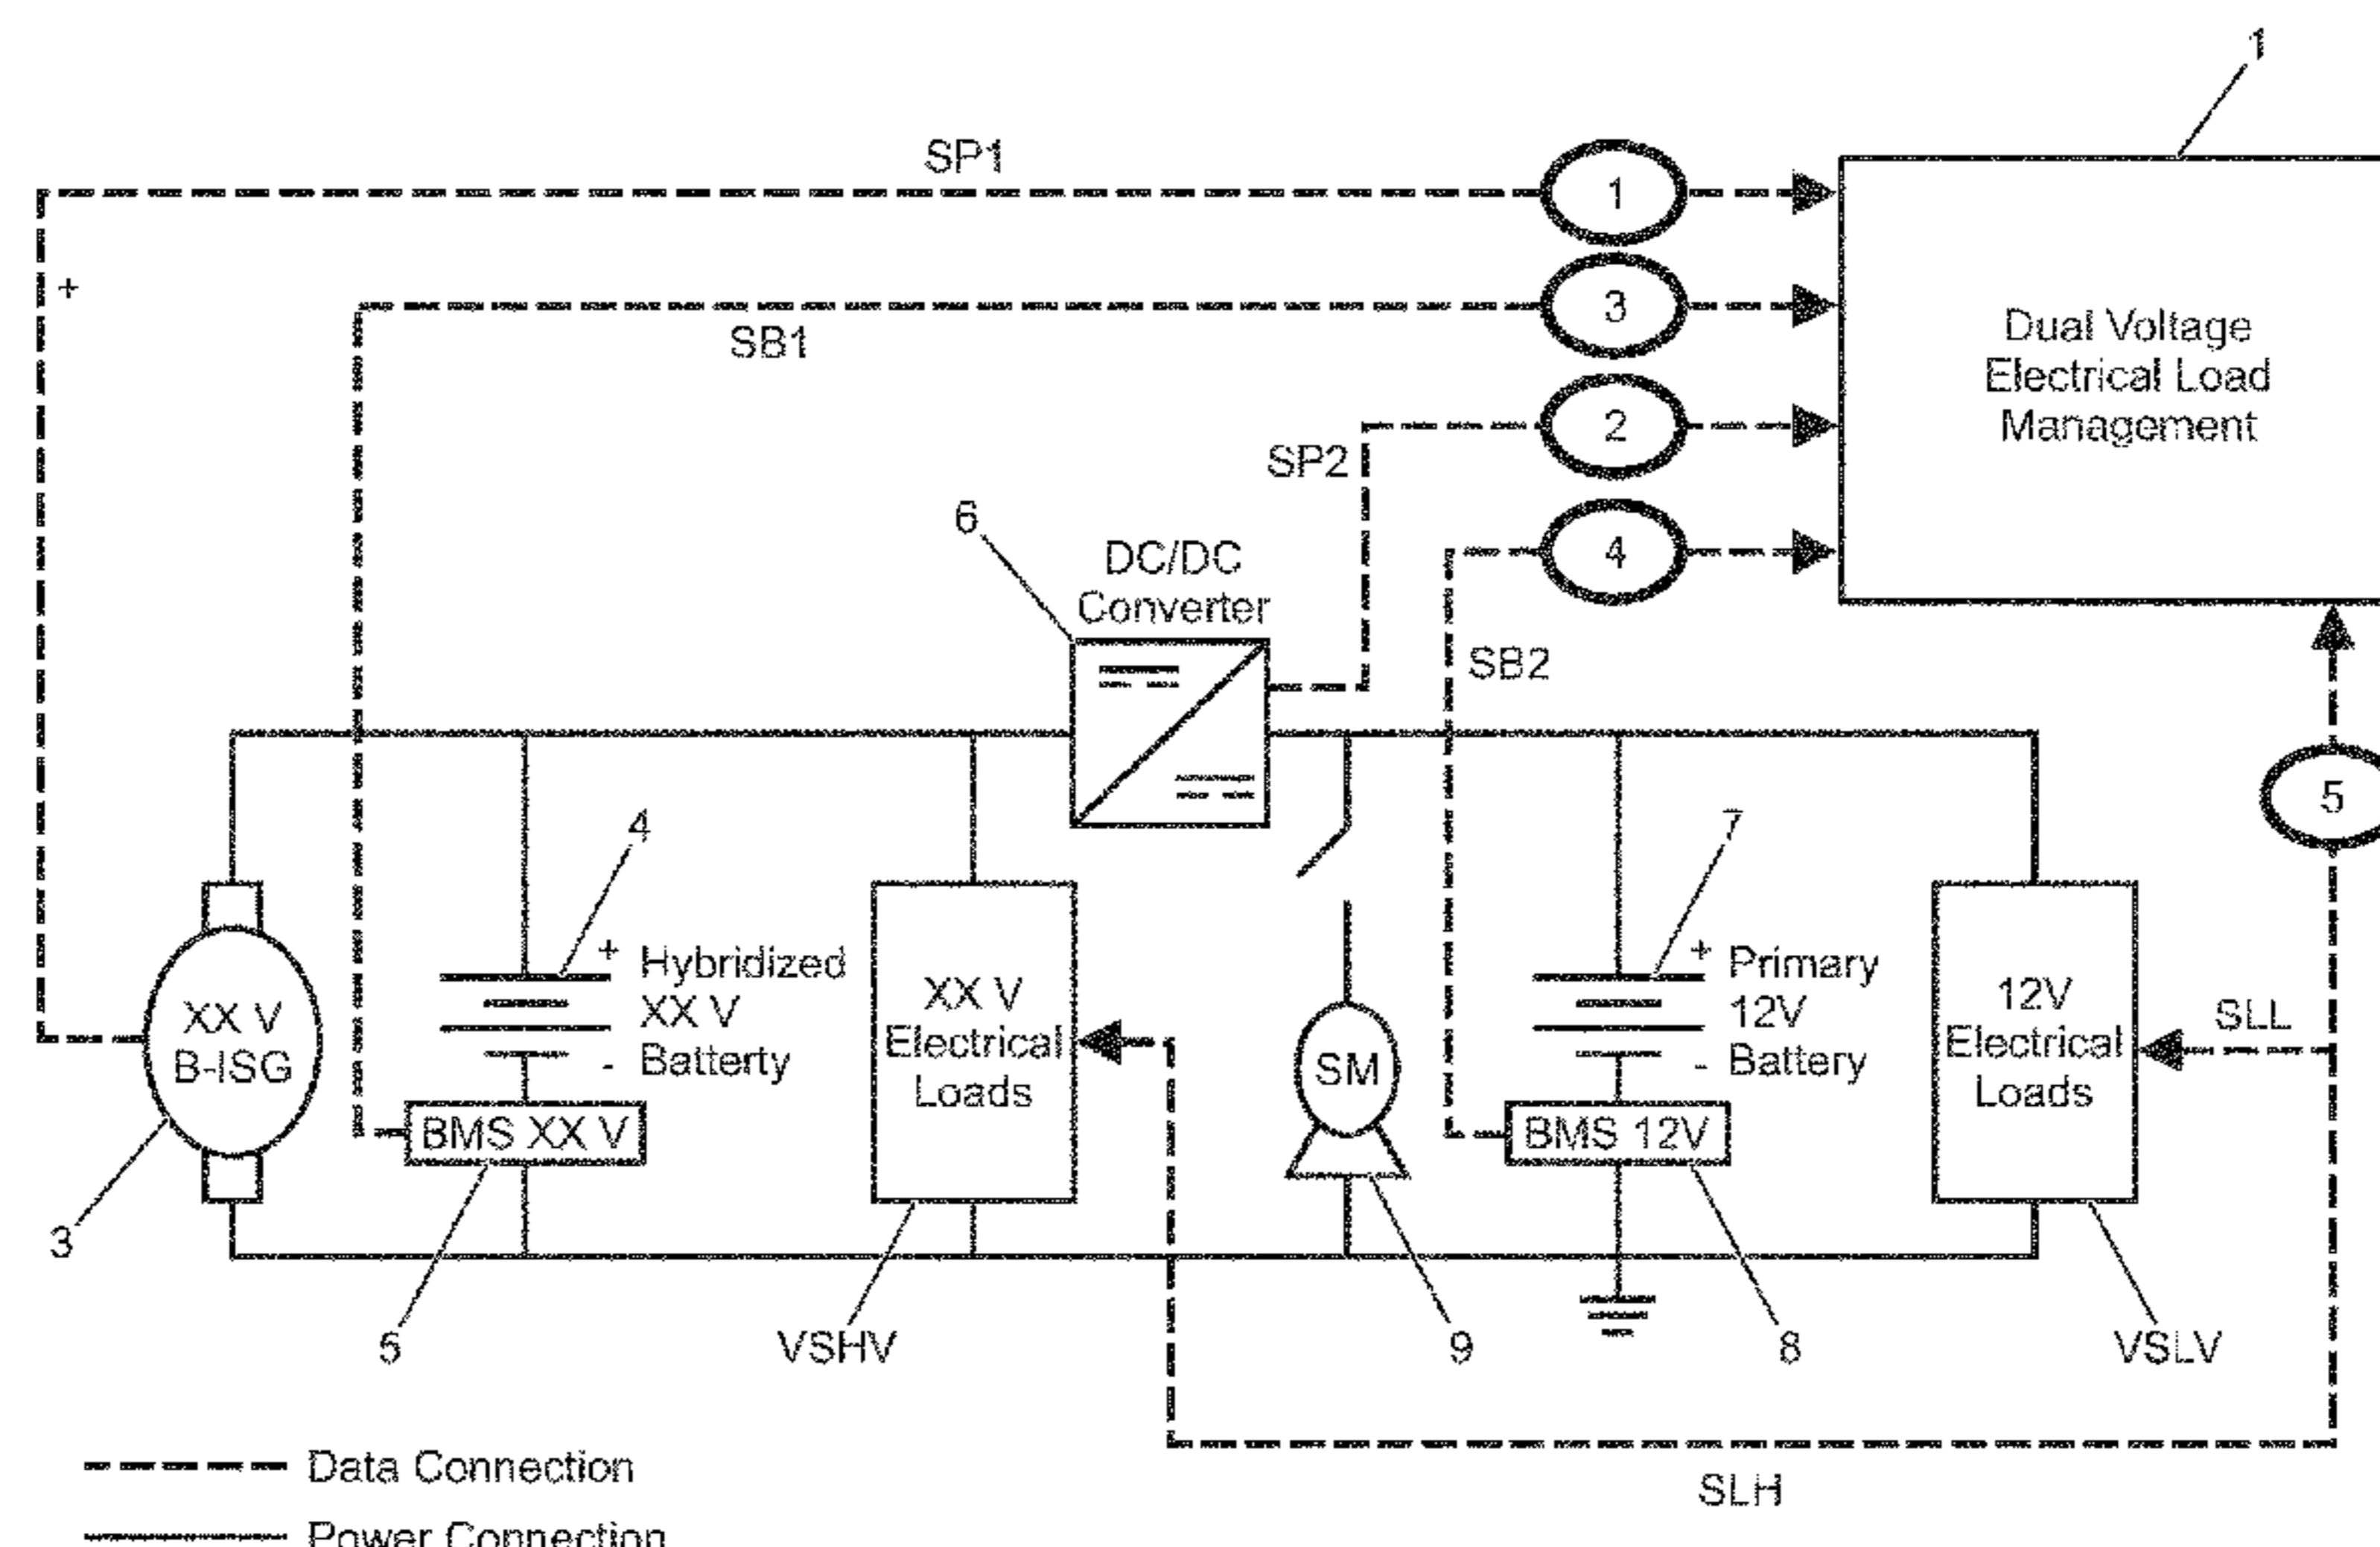 1
SP1
1
+
3
SB1
Dual Voltage
Electrical Load
Management
2
SP2
4
6
DC/DC
Converter
SB2
5
4
7
+
Hybridized
XX V
Batterty
-
XX V
B-ISG
XX V
Electrical
Loads
SM
+
Primary
12V
Battery
-
12V
Electrical
Loads
SLL
BMS XX V
BMS 12V
3
5
VSHV
9
8
VSLV
Data Connection
SLH
Power Connection